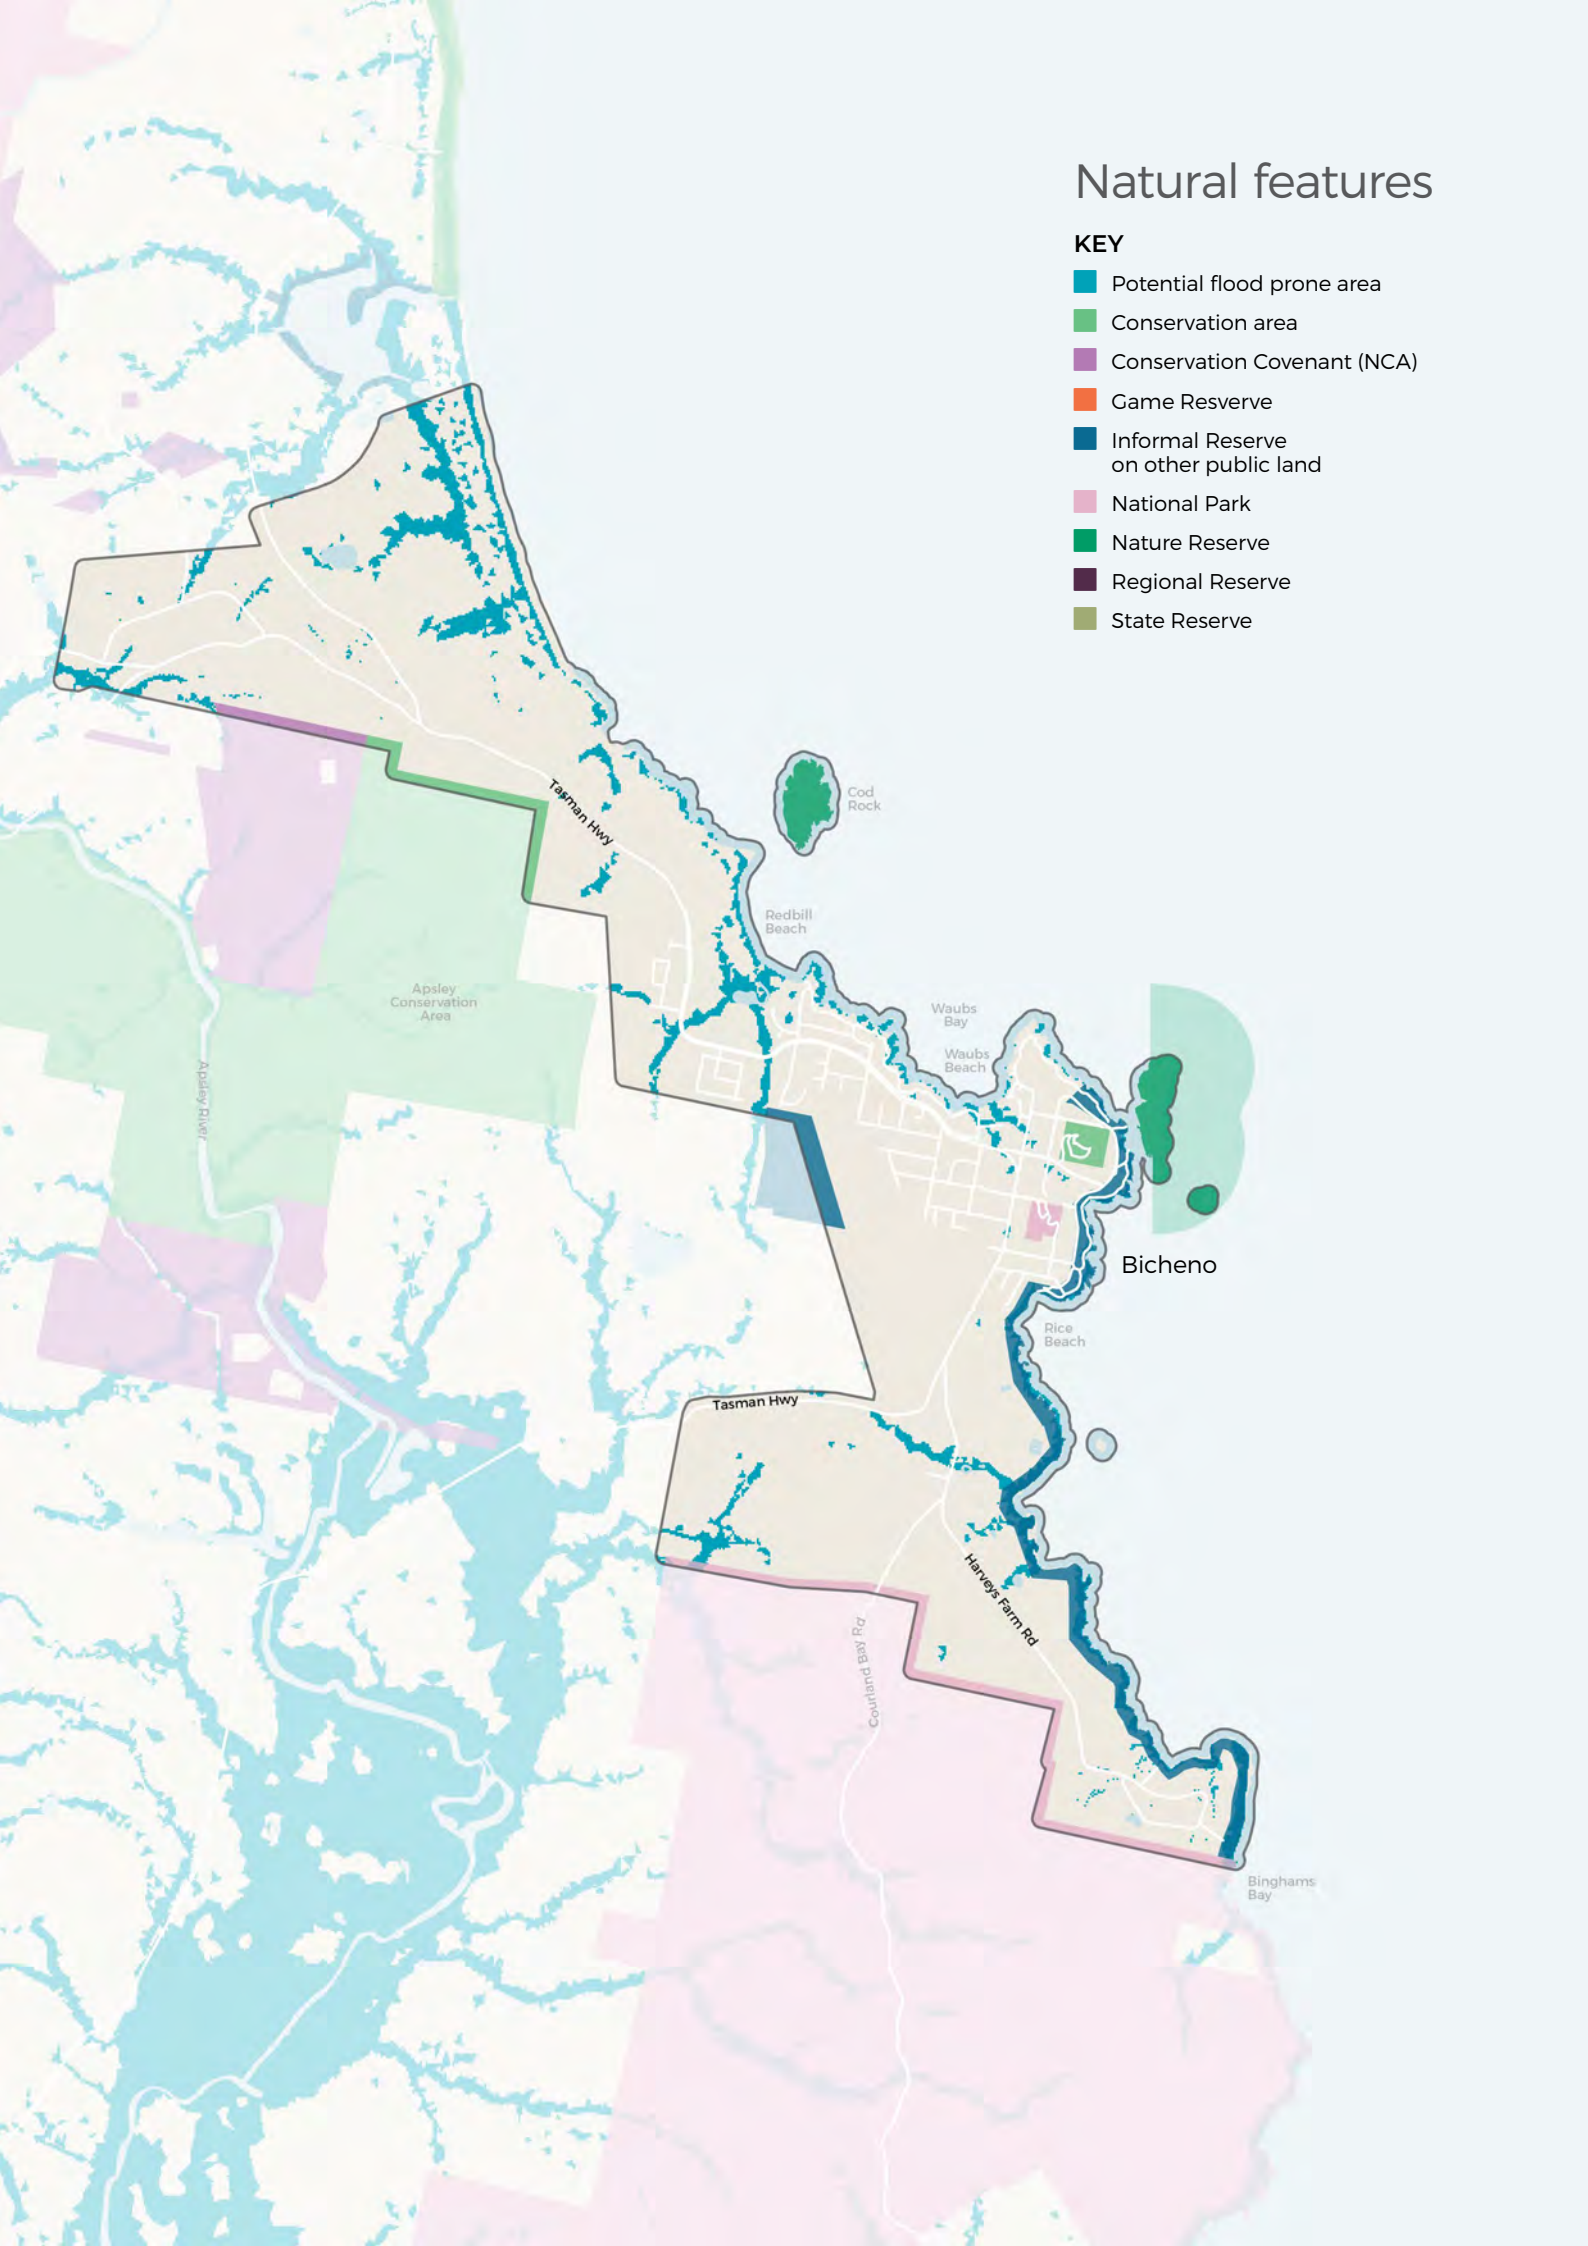 Natural features
KEY
Potential flood prone area
Conservation area
Conservation Covenant (NCA)
Game Resverve
Informal Reserve
on other public land
National Park
Nature Reserve
Regional Reserve
State Reserve
Tasman Hwy
Cod
Rock
Redbill
Beach
Apsley
Conservation
Area
Waubs
Bay
Waubs
Beach
Apsley River
Bicheno
Rice
Beach
Tasman Hwy
Harveys Farm Rd
Courland Bay Rd
Binghams
Bay